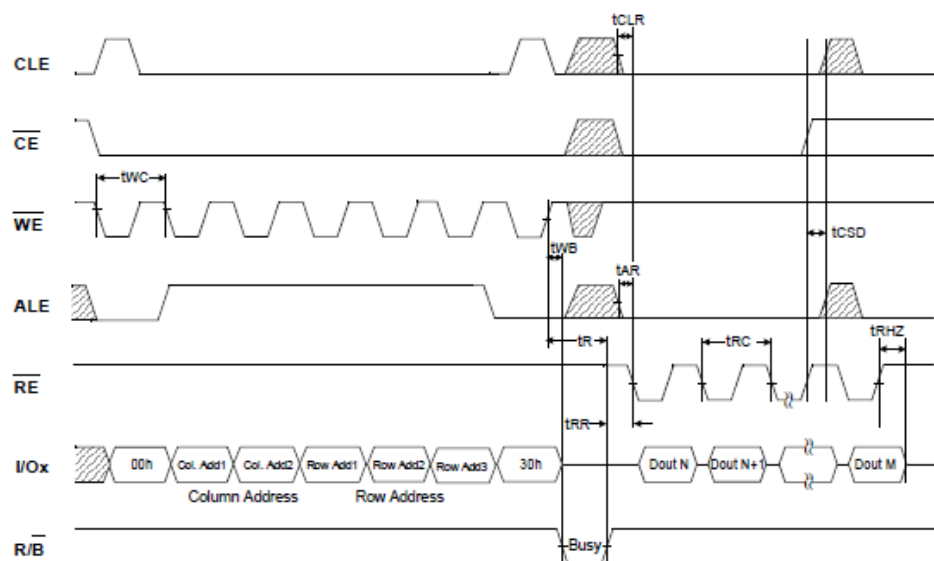 tCLR
CLE
CE
tWC
WE
tCSD
tWB
tAR
ALE
tR
tRC
tRHZ
RE
tRR
I/Ox
00h
Col. Add1
Col. Add2
Row Add1
Row Add2
Row Add3
30h
Dout N
Dout N+1
Dout M
Column Address
Row Address
R/B
Busy